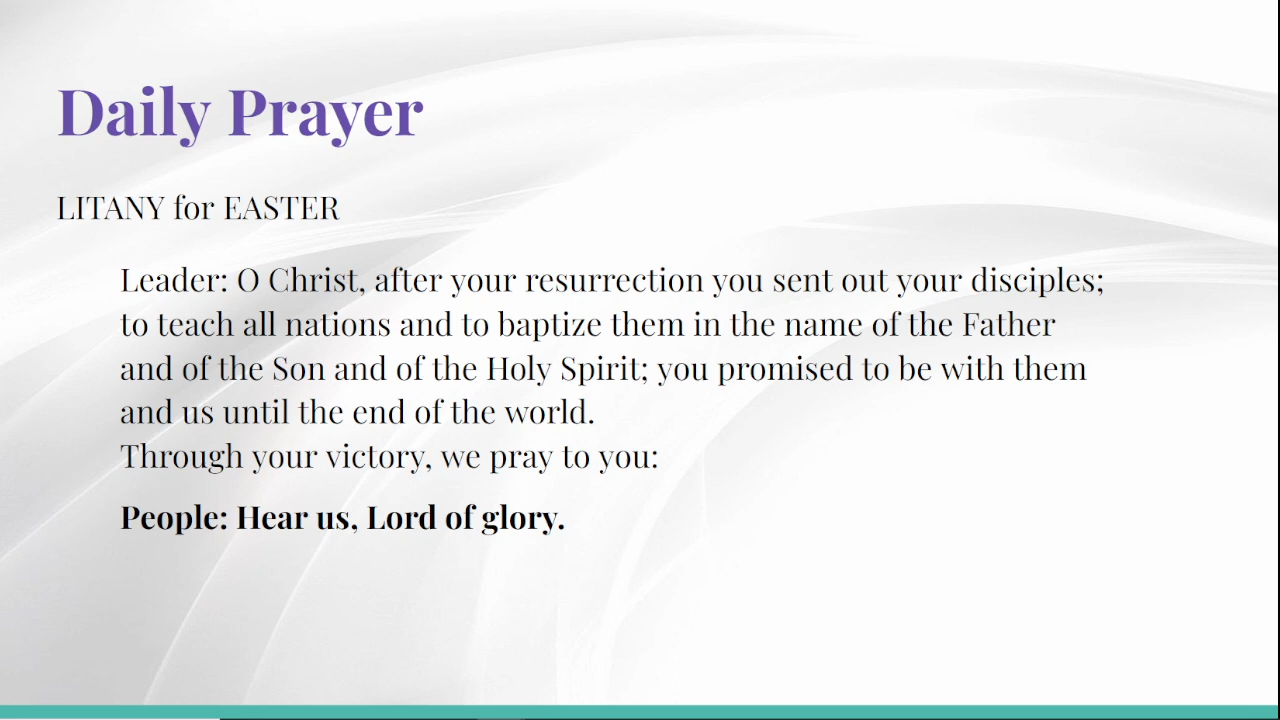 Daily Prayer
LITANY for EASTER
Leader: O Christ, after your resurrection you sent out your disciples;
to teach all nations and to baptize them in the name of the Father
and of the Son and of the Holy Spirit; you promised to be with them
and us until the end of the world.
Through your victory, we pray to you:
People: Hear us, Lord of glory.